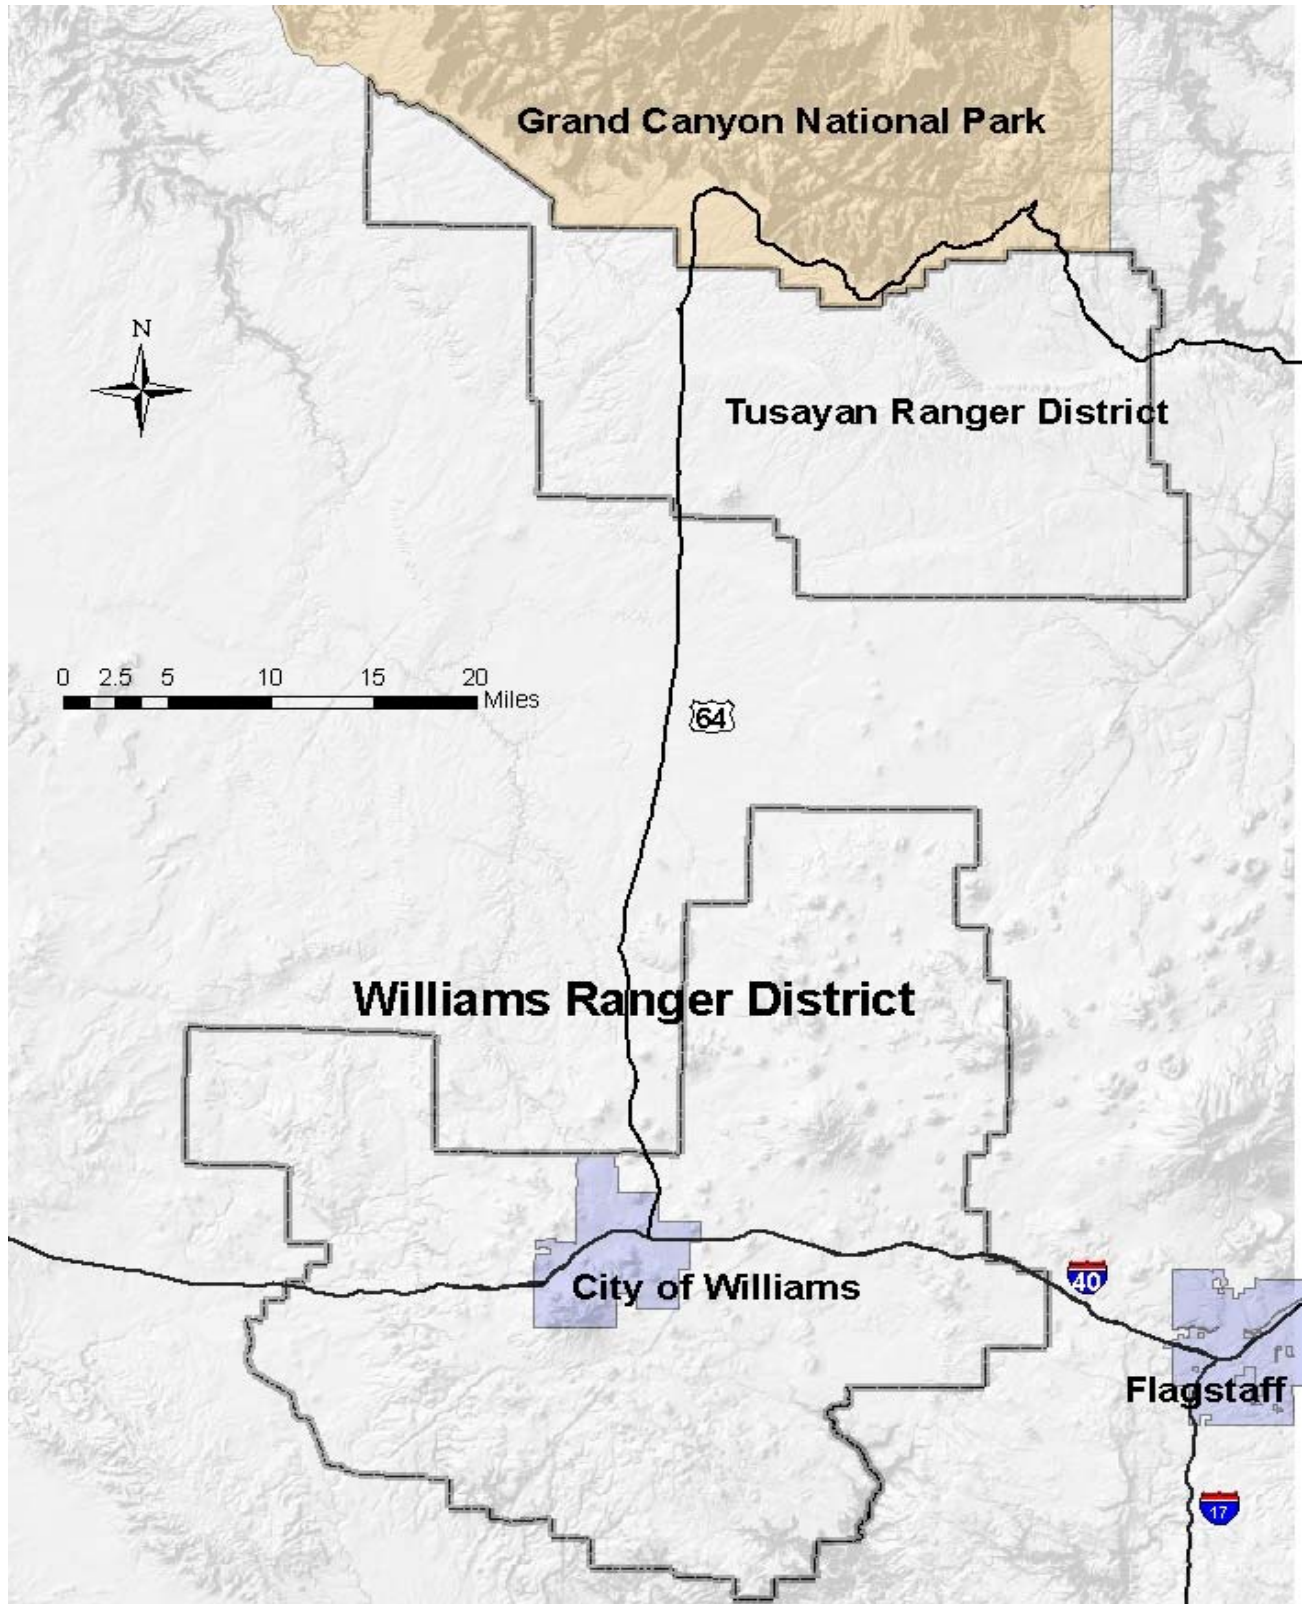 Grand Canyon National Park
N
Tusayan Ranger District
0 2.5 5 10 15 20
Miles
64
Williams Ranger District
40
City of Williams
Flagstaff
17